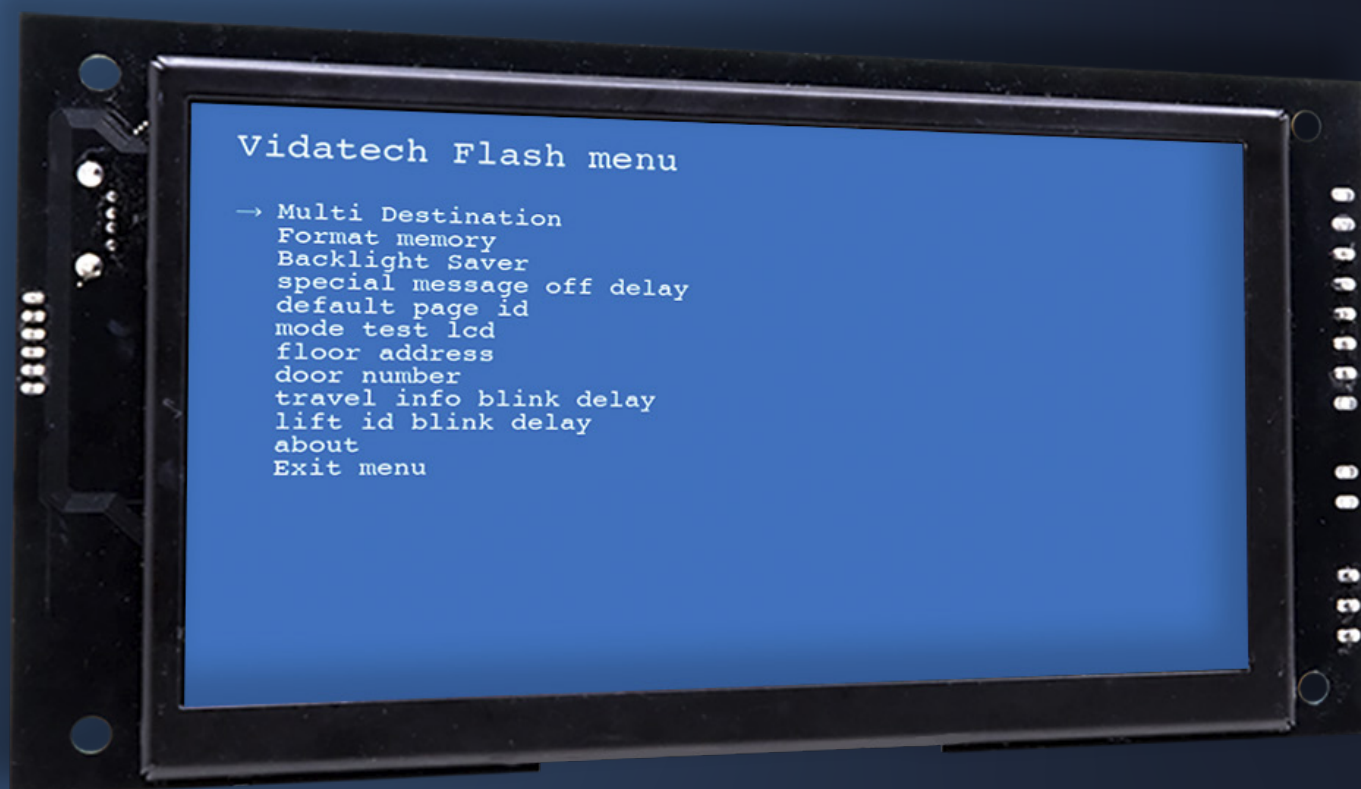 Vidatech Flash menu
→ Multi Destination
Format memory
Backlight Saver
special message off delay
default page id
mode test lcd
floor address
door number
travel info blink delay
lift id blink delay
about
Exit menu